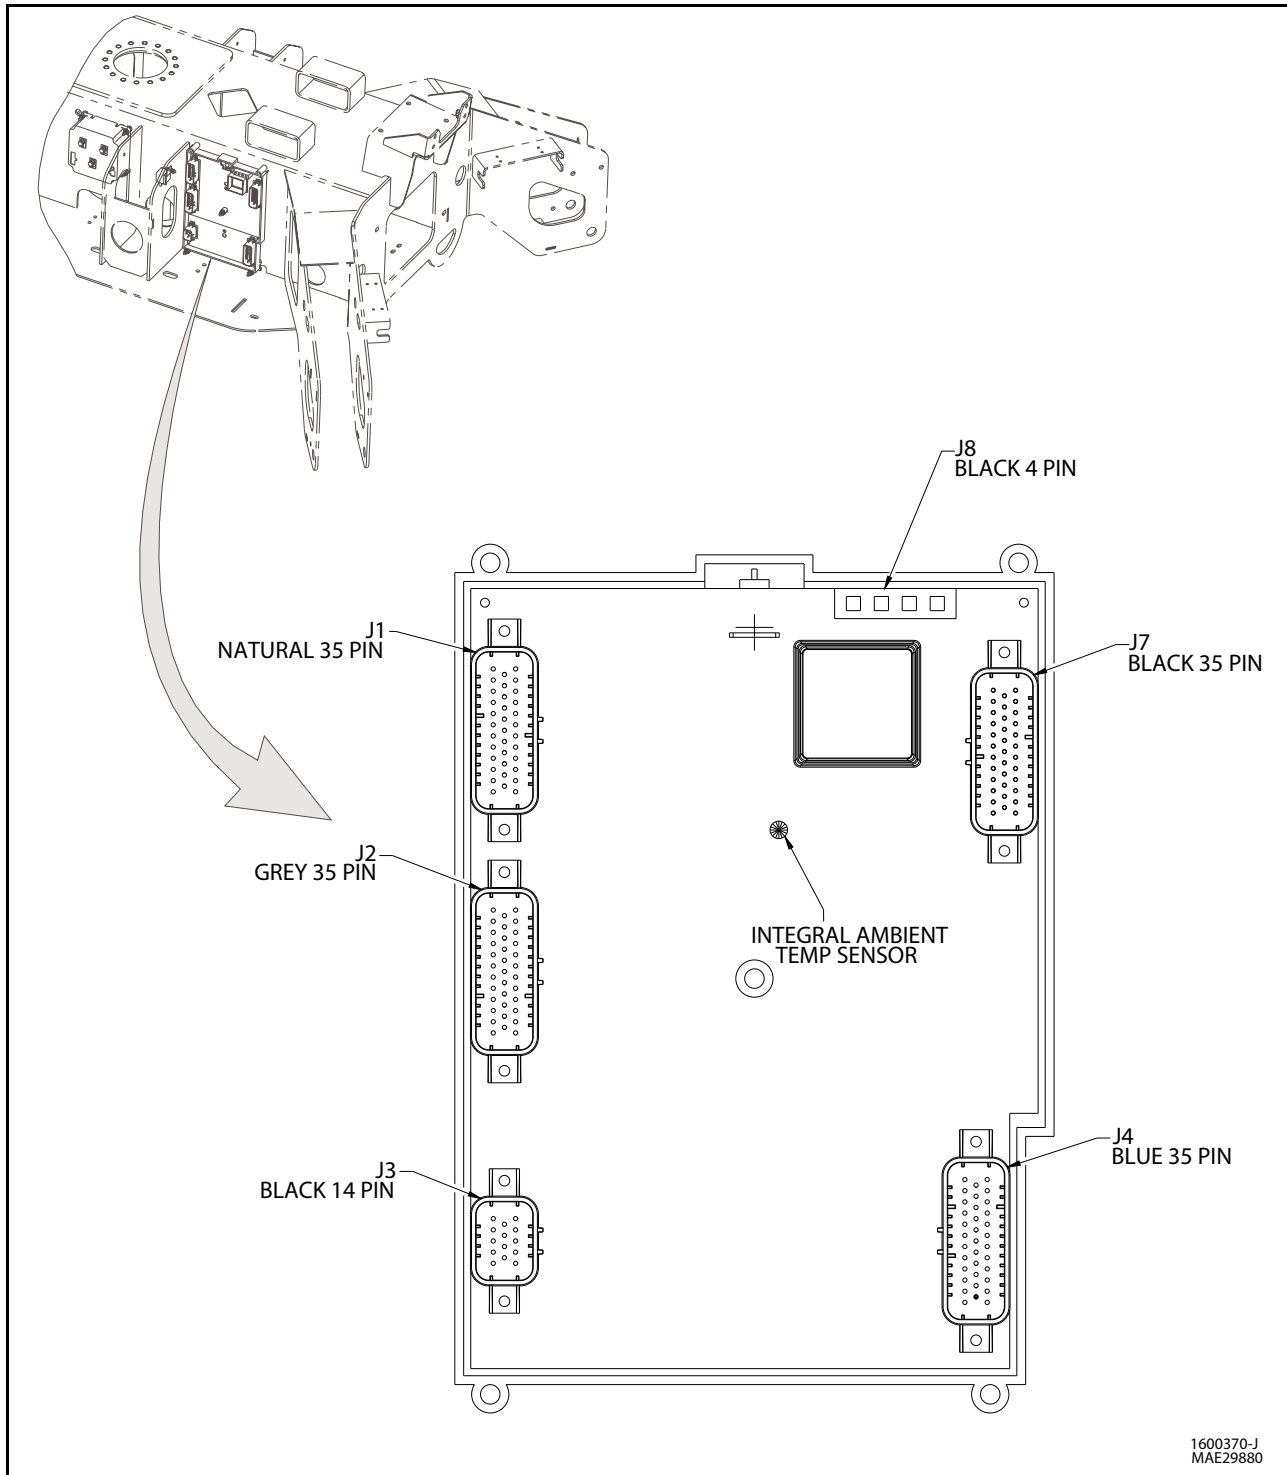 J8
BLACK 4 PIN
J1
NATURAL 35 PIN
J7
BLACK 35 PIN
J2
GREY 35 PIN
INTEGRAL AMBIENT
TEMP SENSOR
J4
BLUE 35 PIN
J3
BLACK 14 PIN
1600370-J
MAE29880